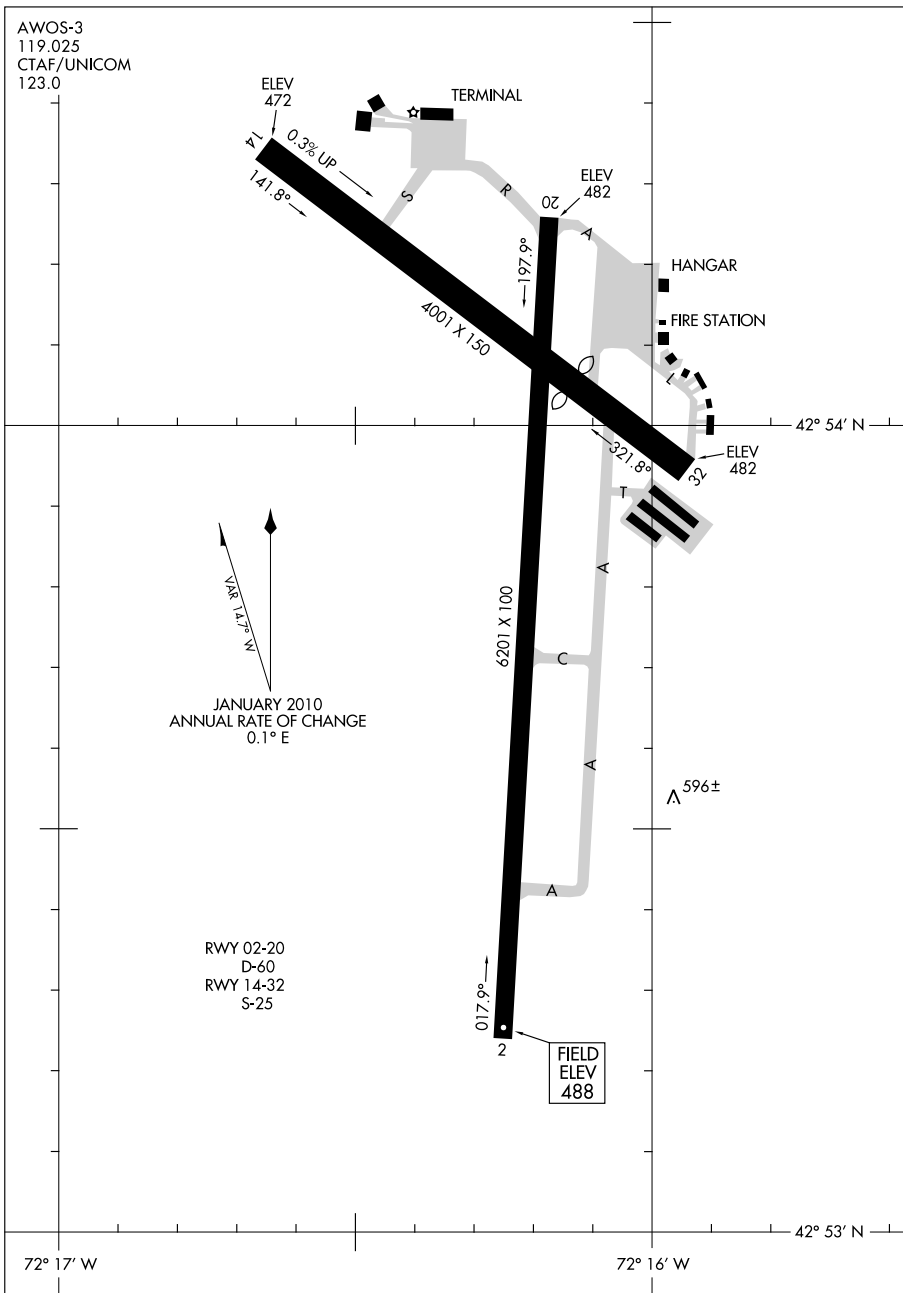 AWOS-3
119.025
CTAF/UNICOM
123.0
ELEV
472
TERMINAL
14
0.3% UP
141.8°
S
R
20
ELEV
482
A
197.9°
HANGAR
FIRE STATION
4001 X 150
L
42° 54' N
321.8°
ELEV
482
32
T
A
VAR 14.7° W
6201 X 100
C
JANUARY 2010
ANNUAL RATE OF CHANGE
0.1° E
A
596±
A
RWY 02-20
D-60
RWY 14-32
S-25
017.9°
2
FIELD
ELEV
488
42° 53' N
72° 17' W
72° 16' W